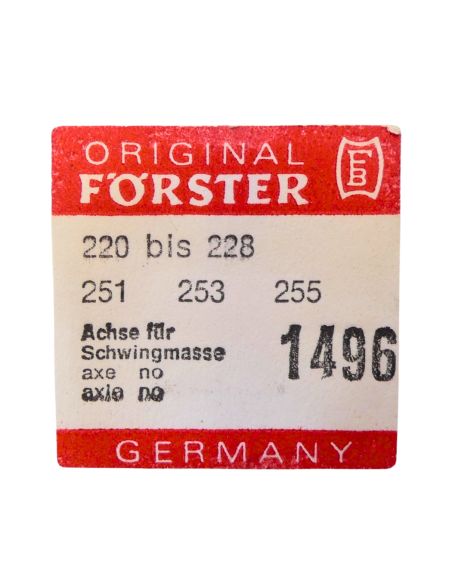 ORIGINAL
FÖRSTER
220 bis 228
251 253 255
Achse für
Schwingmasse
axe no
axle no
1496
GERMANY